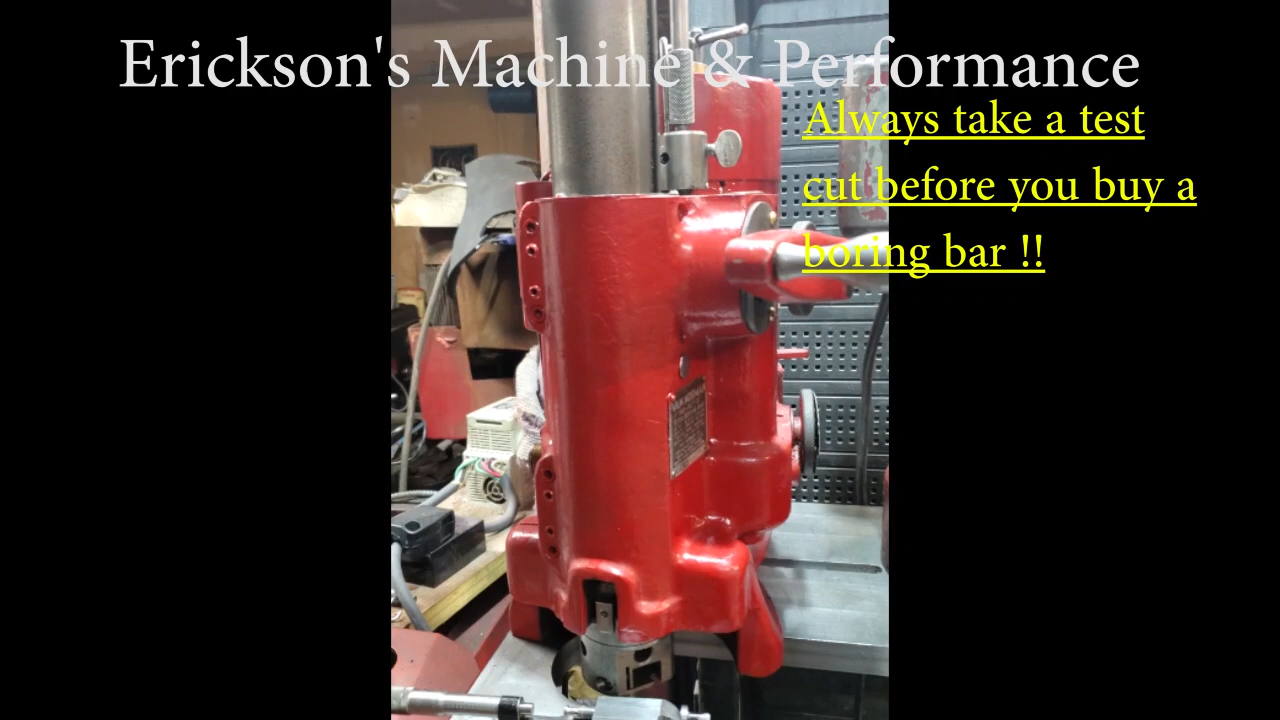 Erickson's Machine & Performance
Always take a test
cut before you buy a
boring bar !!